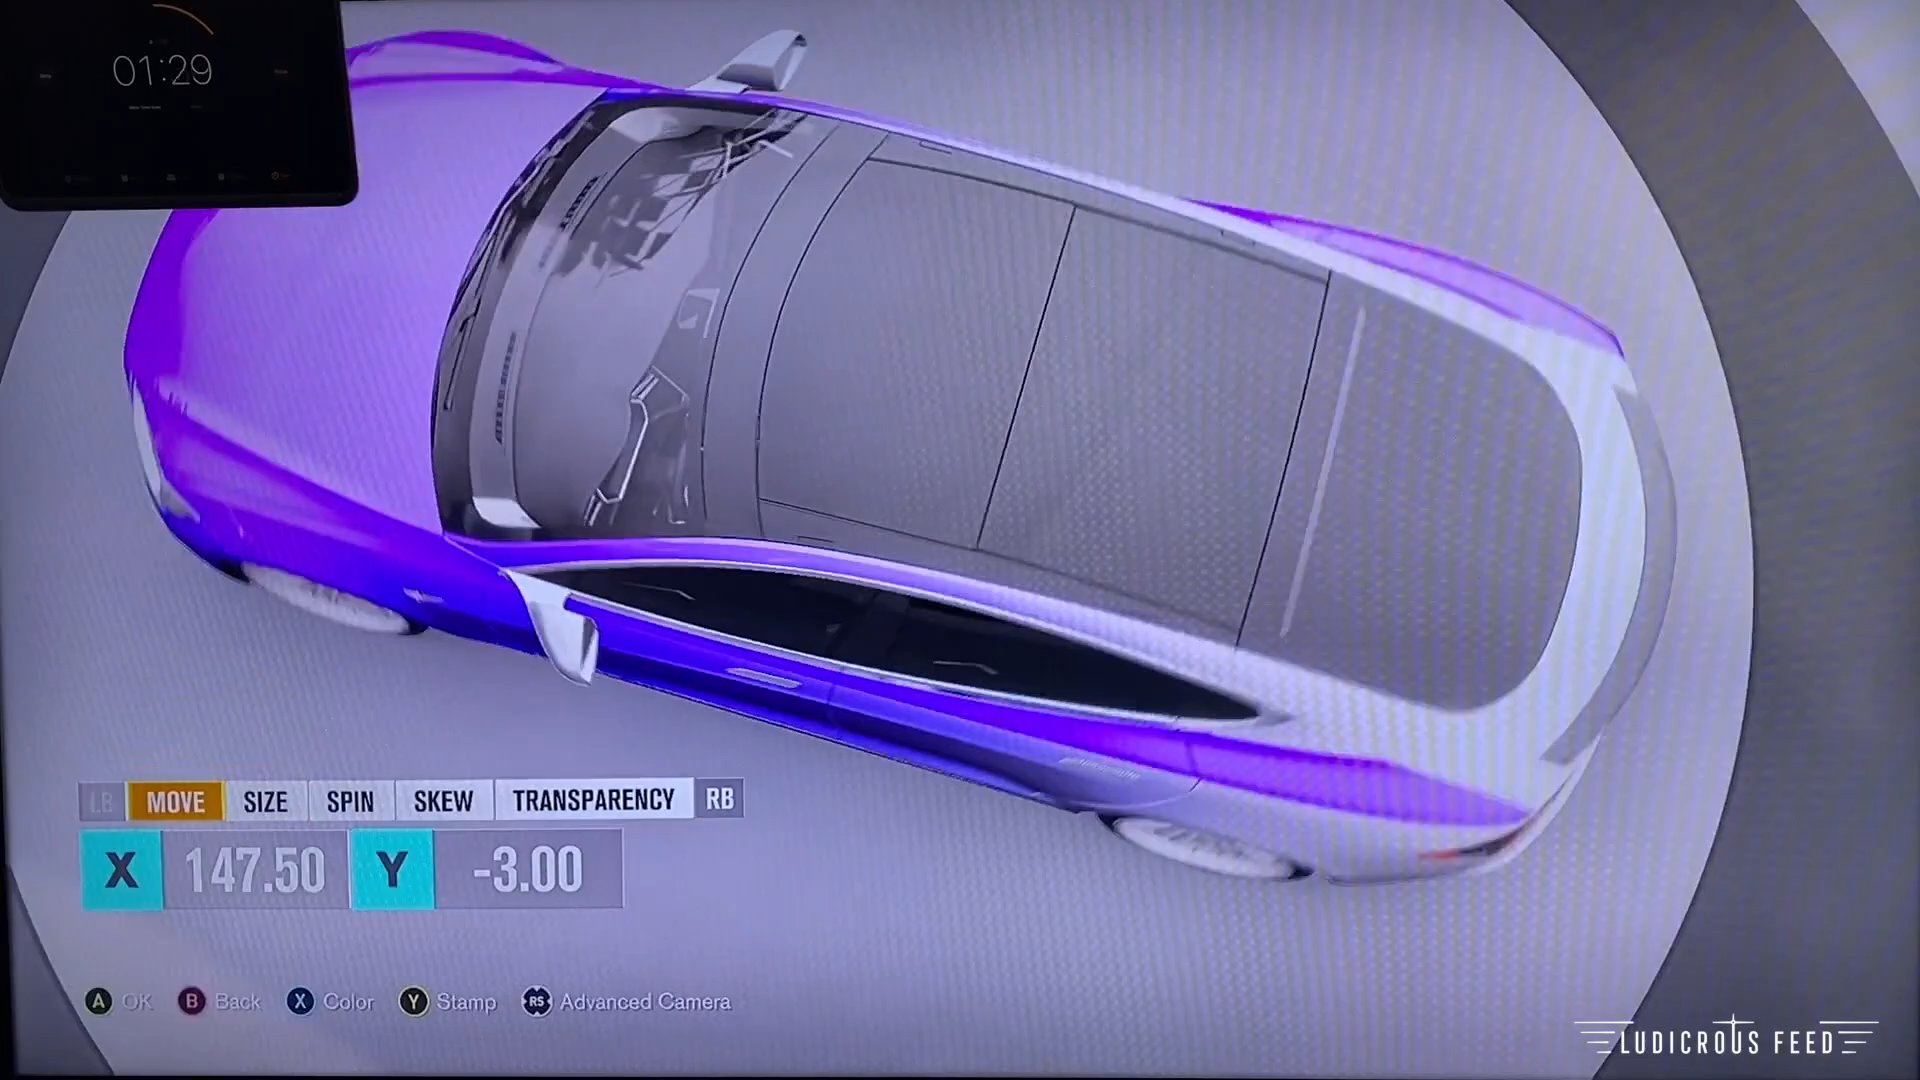 01:29
LB MOVE SIZE SPIN SKEW TRANSPARENCY RB
X 147.50 Y -3.00
A OK B Back X Color Y Stamp RS Advanced Camera
LUDICROUS FEED